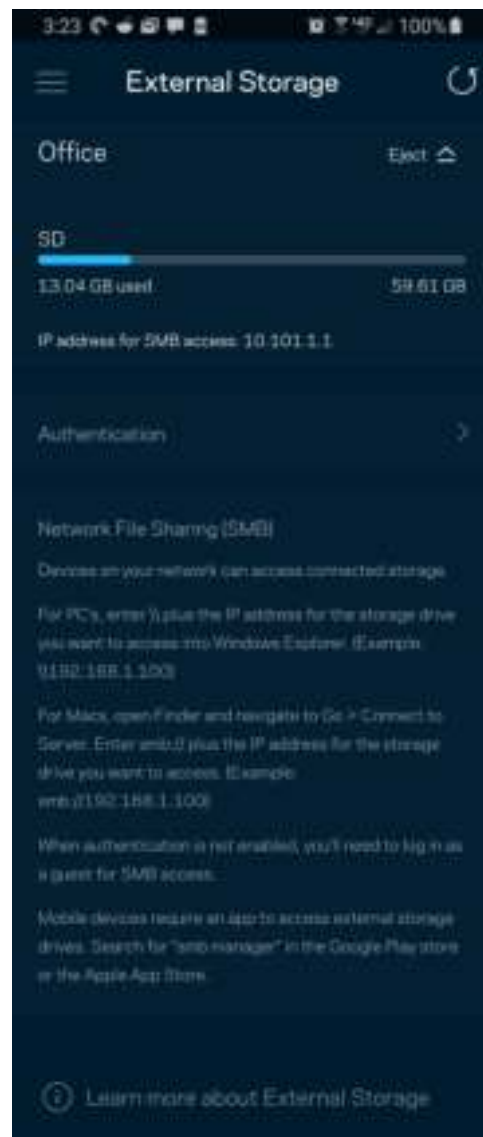 3:23 100%
External Storage
Office Eject
SD
13.04 GB used 59.61 GB
IP address for SMB access: 10.101.1.1
Authentication
Network File Sharing (SMB)
Devices on your network can access connected storage.
For PC's, enter \\ plus the IP address for the storage drive
you want to access into Windows Explorer. (Example:
\\192.168.1.100)
For Macs, open Finder and navigate to Go > Connect to
Server. Enter smb:// plus the IP address for the storage
drive you want to access. (Example:
smb://192.168.1.100)
When authentication is not enabled, you'll need to log in as
a guest for SMB access.
Mobile devices require an app to access external storage
drives. Search for "smb manager" in the Google Play store
or the Apple App Store.
Learn more about External Storage